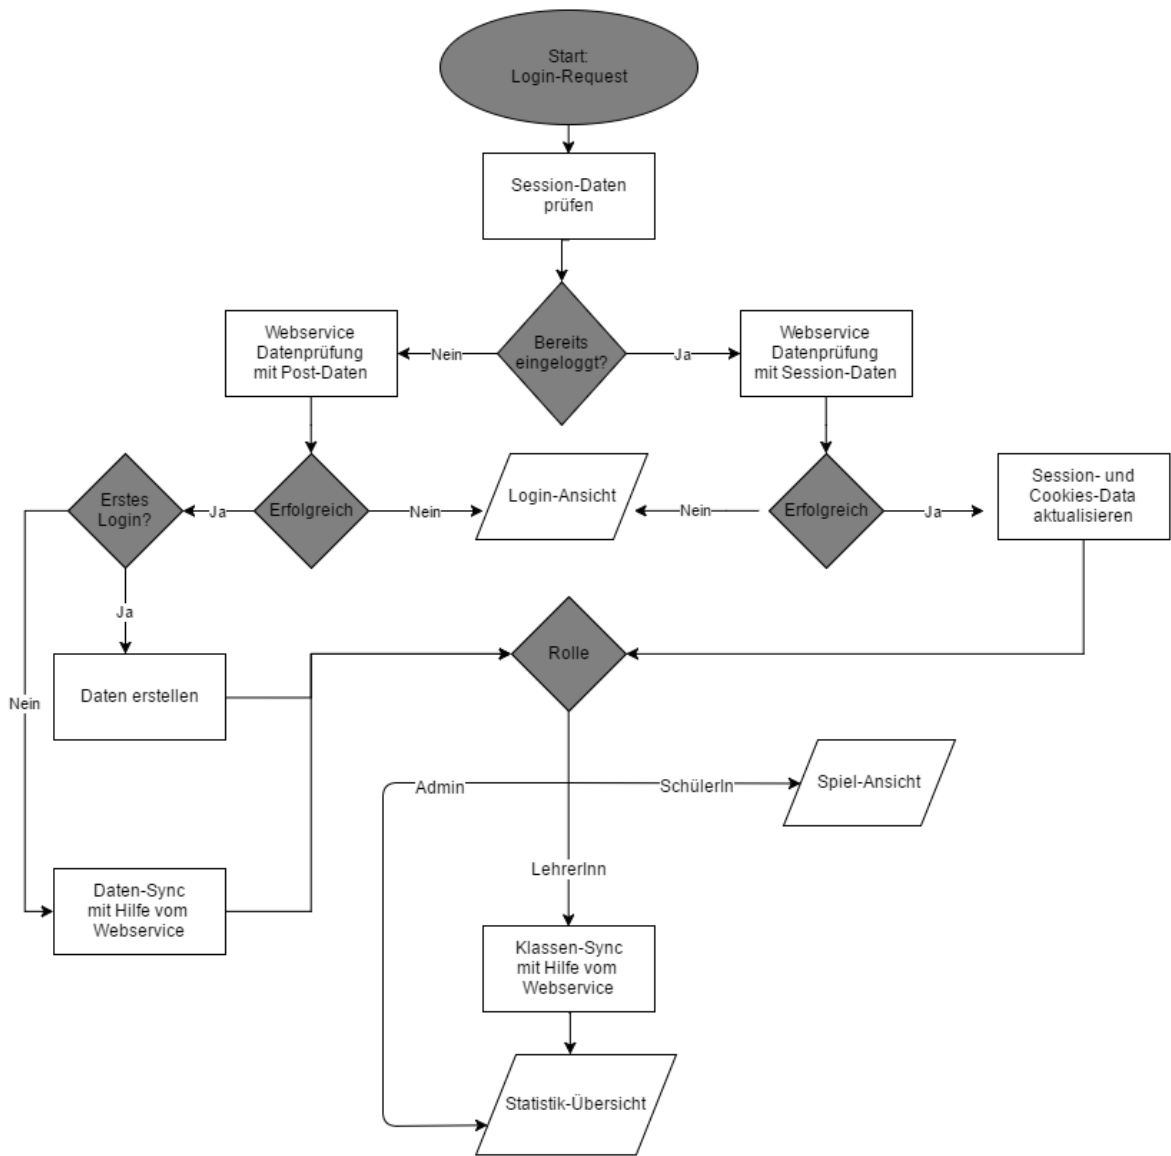 Start:
Login-Request
Session-Daten
prüfen
Bereits
eingeloggt?
Nein
Ja
Webservice
Datenprüfung
mit Post-Daten
Webservice
Datenprüfung
mit Session-Daten
Erstes
Login?
Ja
Erfolgreich
Nein
Login-Ansicht
Nein
Erfolgreich
Ja
Session- und
Cookies-Data
aktualisieren
Ja
Nein
Daten erstellen
Rolle
Admin
SchülerIn
Spiel-Ansicht
LehrerInn
Daten-Sync
mit Hilfe vom
Webservice
Klassen-Sync
mit Hilfe vom
Webservice
Statistik-Übersicht